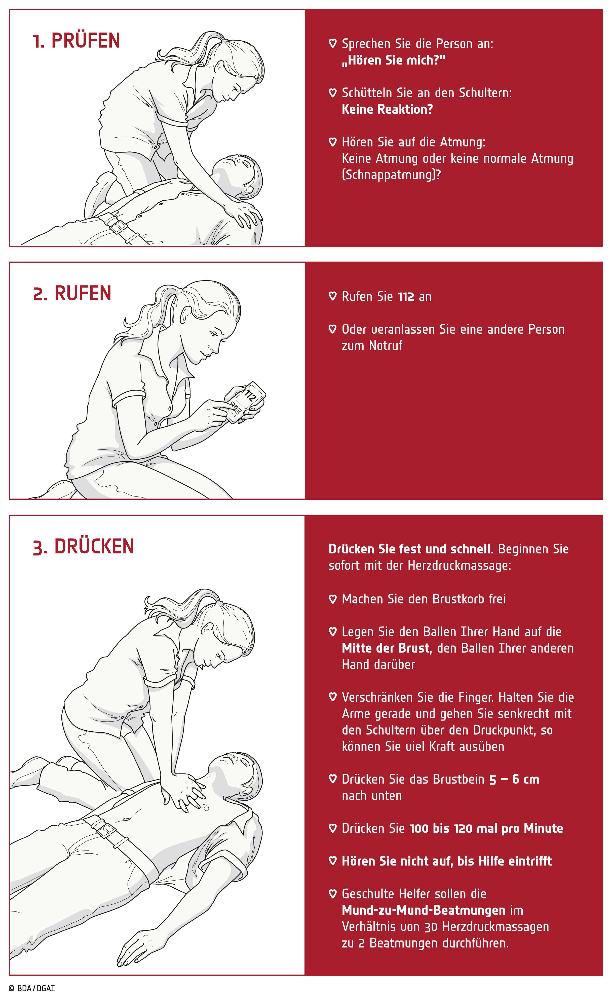 1. PRÜFEN
Sprechen Sie die Person an:
„Hören Sie mich?“
Schütteln Sie an den Schultern:
Keine Reaktion?
Hören Sie auf die Atmung:
Keine Atmung oder keine normale Atmung
(Schnappatmung)?
2. RUFEN
112
Rufen Sie 112 an
Oder veranlassen Sie eine andere Person
zum Notruf
3. DRÜCKEN
Drücken Sie fest und schnell. Beginnen Sie
sofort mit der Herzdruckmassage:
Machen Sie den Brustkorb frei
Legen Sie den Ballen Ihrer Hand auf die
Mitte der Brust, den Ballen Ihrer anderen
Hand darüber
Verschränken Sie die Finger. Halten Sie die
Arme gerade und gehen Sie senkrecht mit
den Schultern über den Druckpunkt, so
können Sie viel Kraft ausüben
Drücken Sie das Brustbein 5 – 6 cm
nach unten
Drücken Sie 100 bis 120 mal pro Minute
Hören Sie nicht auf, bis Hilfe eintrifft
Geschulte Helfer sollen die
Mund-zu-Mund-Beatmungen im
Verhältnis von 30 Herzdruckmassagen
zu 2 Beatmungen durchführen.
© BDA/DGAI